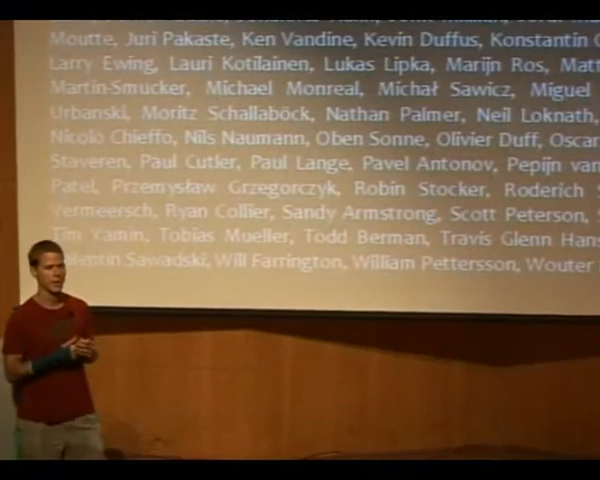 Moutte, Juri Pakaste, Ken Vandine, Kevin Duffus, Konstantin
Larry Ewing, Lauri Kotilainen, Lukas Lipka, Marijn Ros,
Martin-Smucker, Michael Monreal, Michał Sawicz, Miguel
Urbanski, Moritz Schallaböck, Nathan Palmer, Neil Loknath,
Nicolo Chieffo, Nils Naumann, Oben Sonne, Olivier Duff, Oscar
Staveren, Paul Cutler, Paul Lange, Pavel Antonov, Pepijn van
Patel, Przemysław Grzegorczyk, Robin Stocker, Roderich
Vermeersch, Ryan Collier, Sandy Armstrong, Scott Peterson,
Tim Yamin, Tobias Mueller, Todd Berman, Travis Glenn
Sawadski, Will Farrington, William Pettersson, Wouter